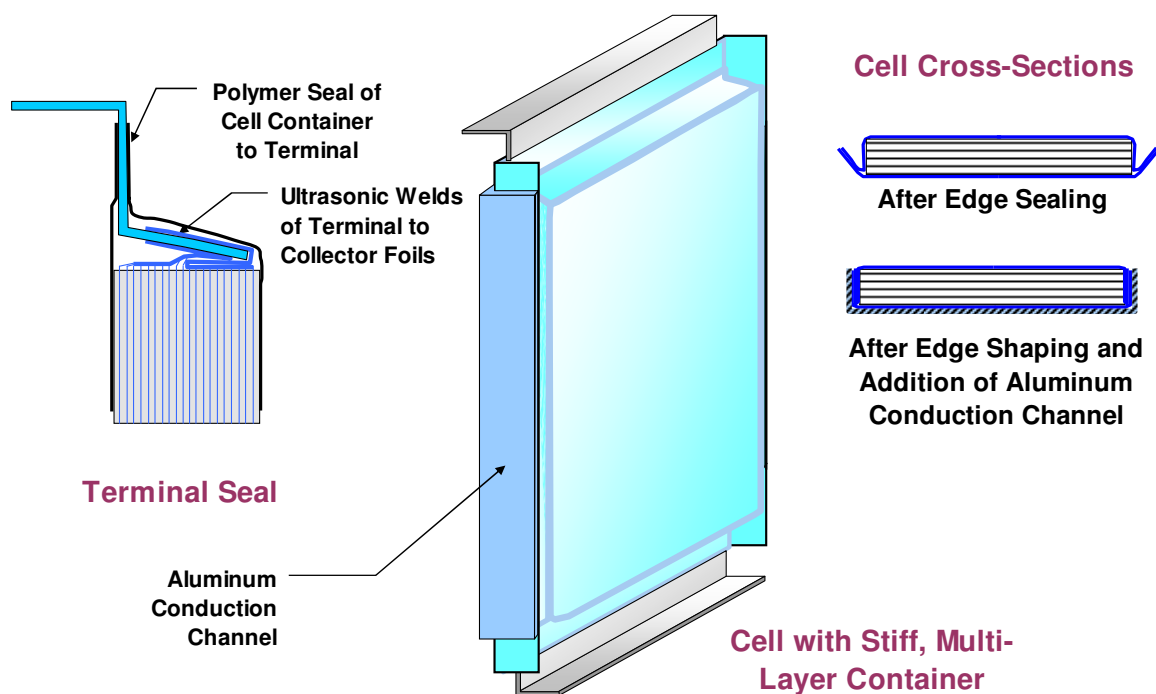 Polymer Seal of
Cell Container
to Terminal
Ultrasonic Welds
of Terminal to
Collector Foils
Terminal Seal
Aluminum
Conduction
Channel
Cell with Stiff, Multi-
Layer Container
Cell Cross-Sections
After Edge Sealing
After Edge Shaping and
Addition of Aluminum
Conduction Channel